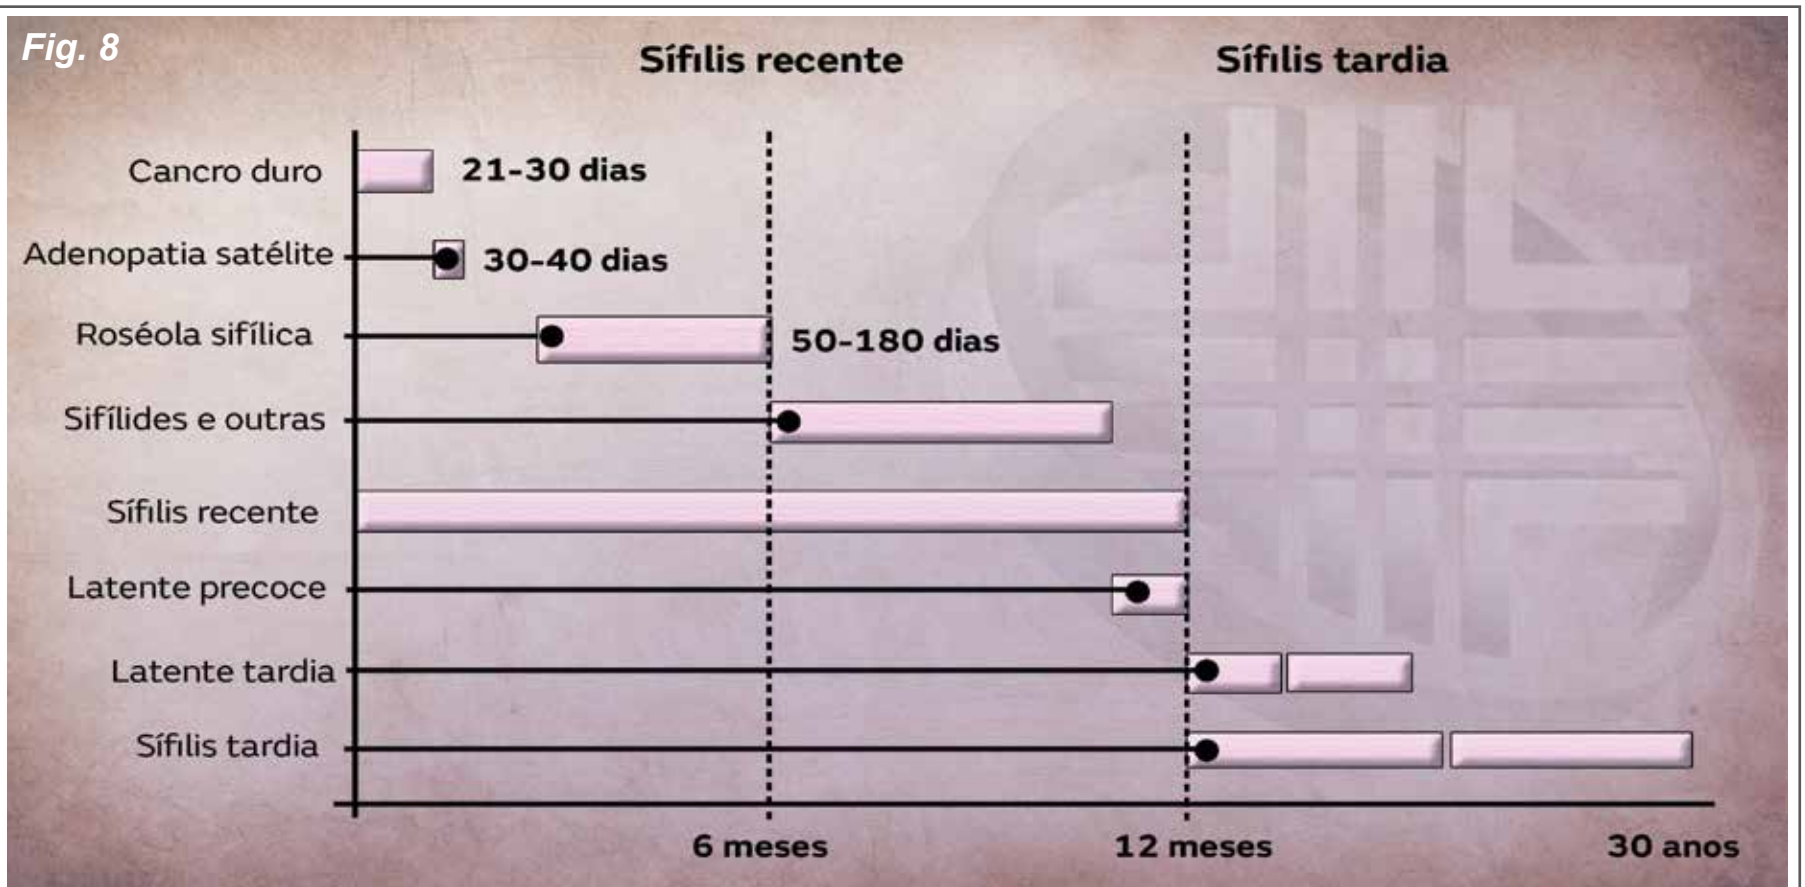 Fig. 8
Sífilis recente
Sífilis tardia
Cancro duro
21-30 dias
Adenopatia satélite
30-40 dias
Roséola sifílica
50-180 dias
Sifílides e outras
Sífilis recente
Latente precoce
Latente tardia
Sífilis tardia
6 meses
12 meses
30 anos